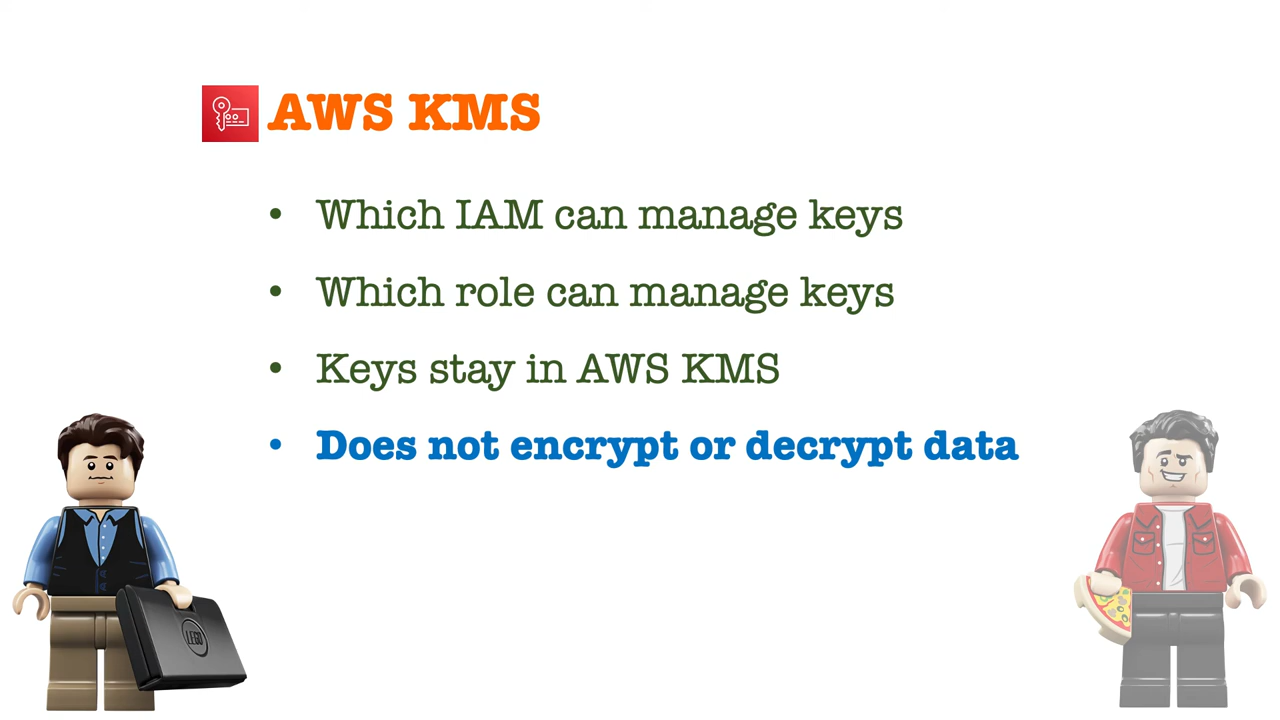 AWS KMS
• Which IAM can manage keys
• Which role can manage keys
• Keys stay in AWS KMS
• Does not encrypt or decrypt data
LEGO